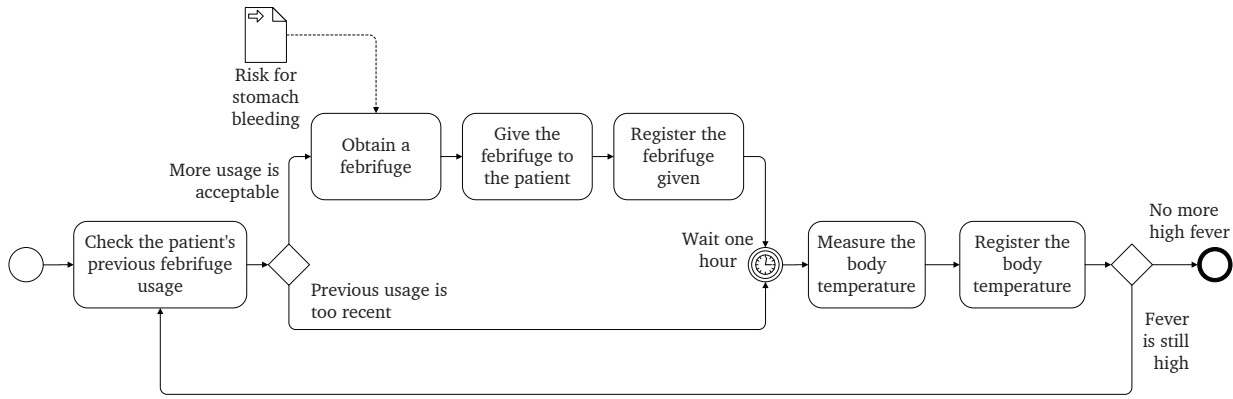 Risk for
stomach
bleeding
Obtain a
febrifuge
Give the
febrifuge to
the patient
Register the
febrifuge
given
More usage is
acceptable
Check the patient's
previous febrifuge
usage
Previous usage is
too recent
Wait one
hour
Measure the
body
temperature
Register the
body
temperature
No more
high fever
Fever
is still
high